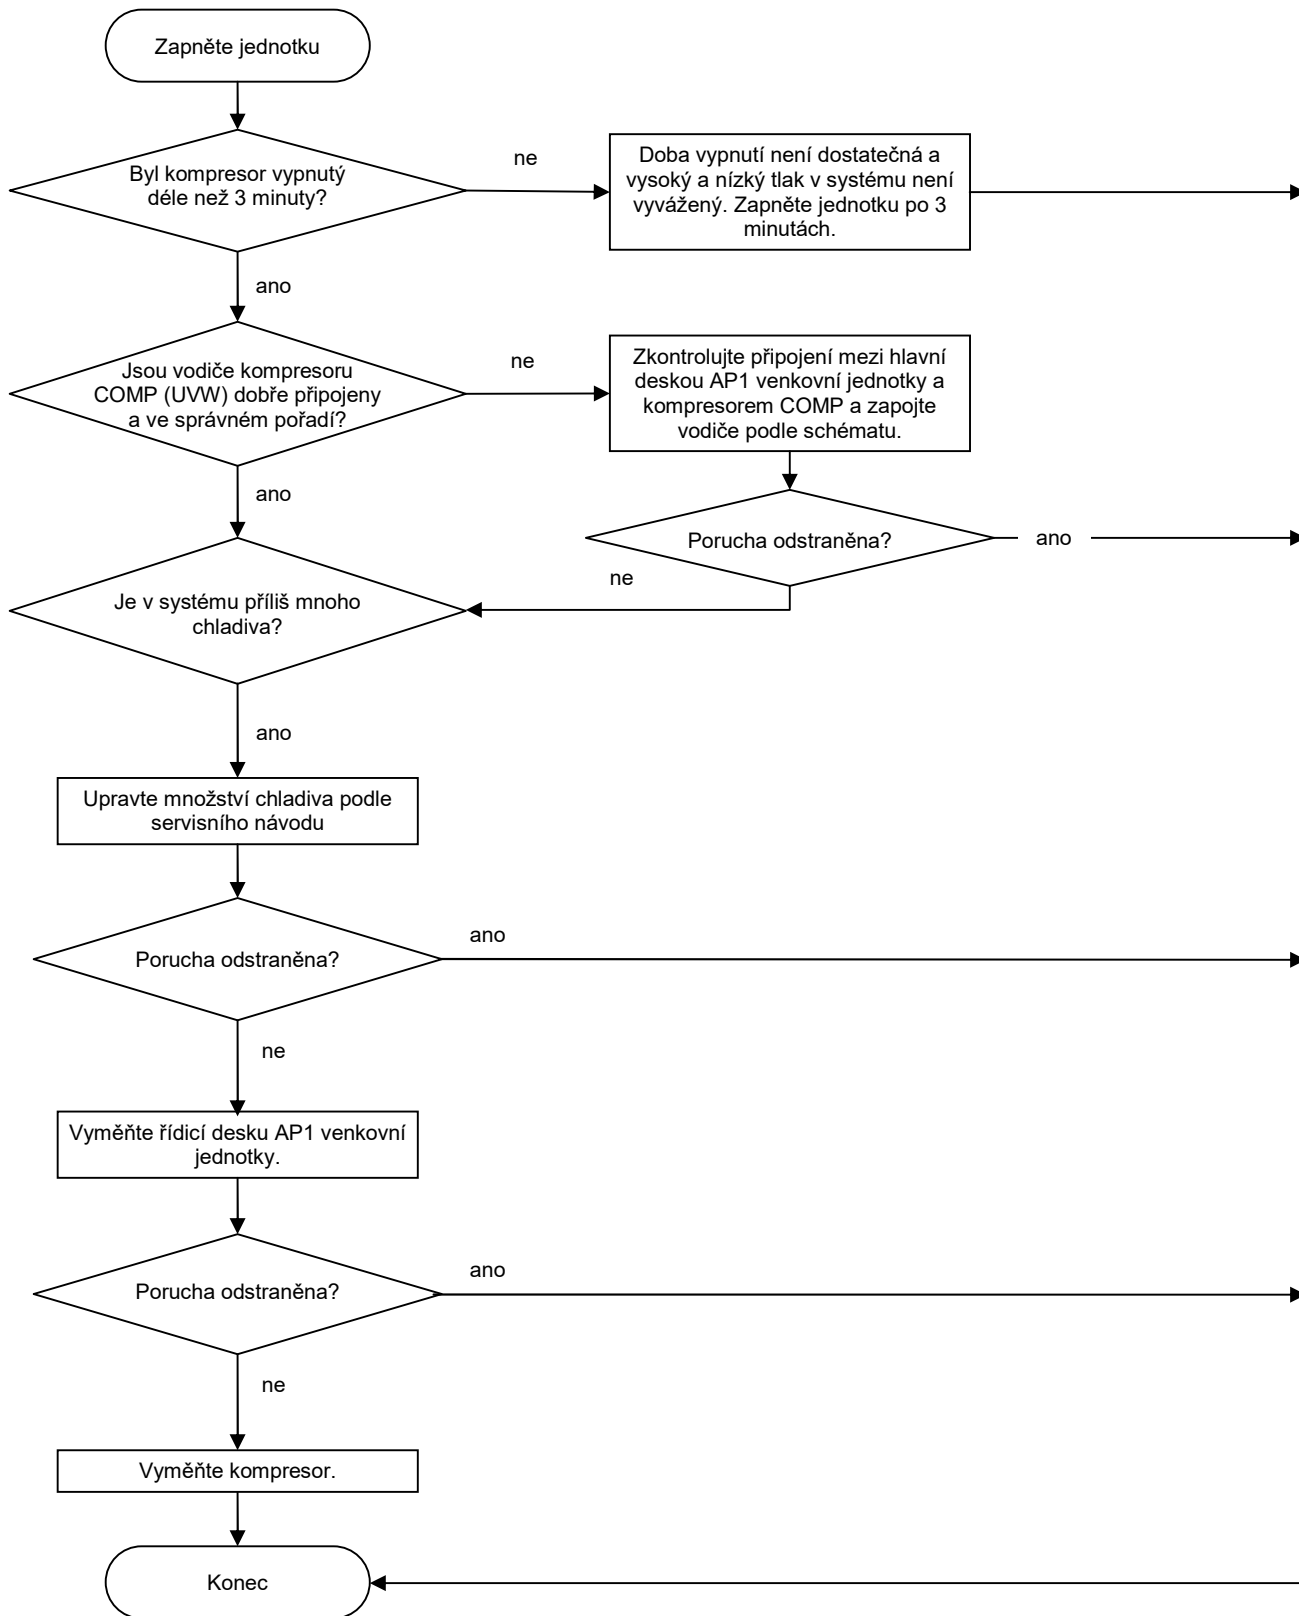 Zapněte jednotku
Byl kompresor vypnutý
déle než 3 minuty?
ne
Doba vypnutí není dostatečná a
vysoký a nízký tlak v systému není
vyvážený. Zapněte jednotku po 3
minutách.
ano
Jsou vodiče kompresoru
COMP (UVW) dobře připojeny
a ve správném pořadí?
ne
Zkontrolujte připojení mezi hlavní
deskou AP1 venkovní jednotky a
kompresorem COMP a zapojte
vodiče podle schématu.
ano
Porucha odstraněna?
ano
ne
Je v systému příliš mnoho
chladiva?
ano
Upravte množství chladiva podle
servisního návodu
Porucha odstraněna?
ano
ne
Vyměňte řídicí desku AP1 venkovní
jednotky.
Porucha odstraněna?
ano
ne
Vyměňte kompresor.
Konec